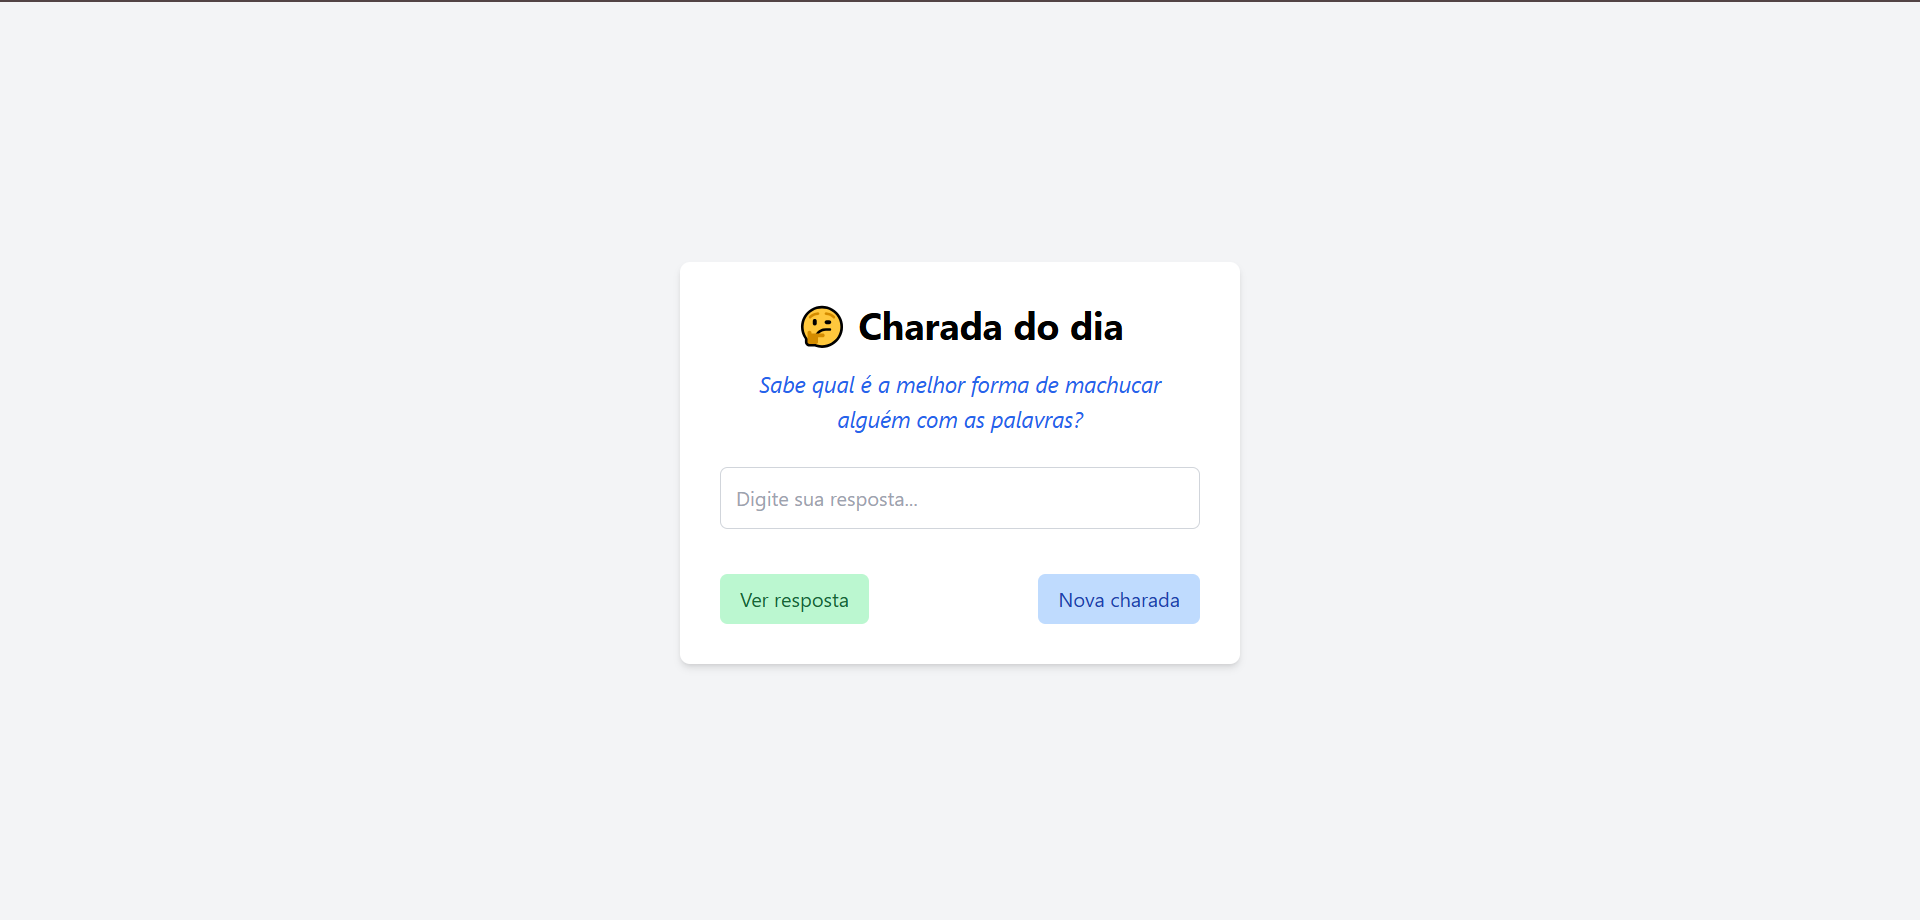 🤔 Charada do dia
Sabe qual é a melhor forma de machucar
alguém com as palavras?
Digite sua resposta...
Ver resposta
Nova charada